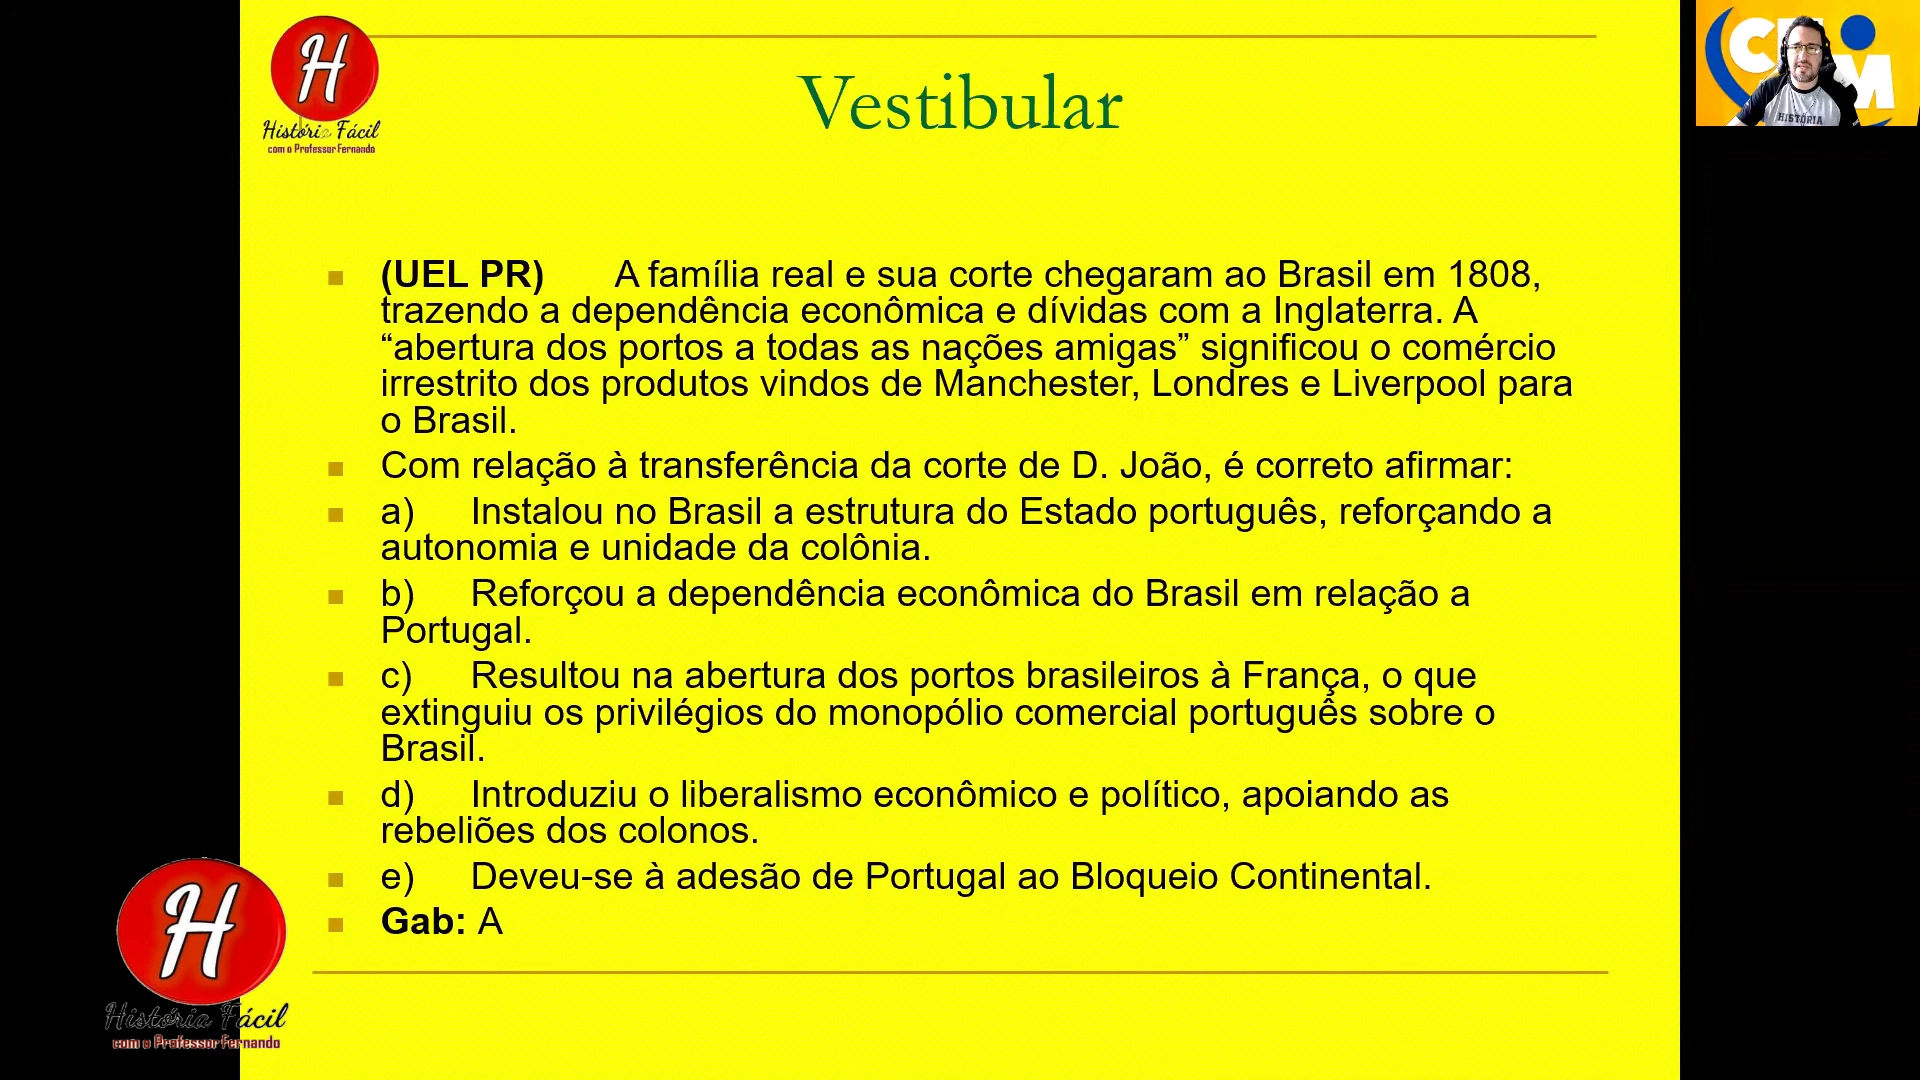 H
História Fácil
com o Professor Fernando
Vestibular
HISTÓRIA
(UEL PR) A família real e sua corte chegaram ao Brasil em 1808,
trazendo a dependência econômica e dívidas com a Inglaterra. A
“abertura dos portos a todas as nações amigas” significou o comércio
irrestrito dos produtos vindos de Manchester, Londres e Liverpool para
o Brasil.
Com relação à transferência da corte de D. João, é correto afirmar:
a) Instalou no Brasil a estrutura do Estado português, reforçando a
autonomia e unidade da colônia.
b) Reforçou a dependência econômica do Brasil em relação a
Portugal.
c) Resultou na abertura dos portos brasileiros à França, o que
extinguiu os privilégios do monopólio comercial português sobre o
Brasil.
d) Introduziu o liberalismo econômico e político, apoiando as
rebeliões dos colonos.
e) Deveu-se à adesão de Portugal ao Bloqueio Continental.
Gab: A
H
História Fácil
com o Professor Fernando